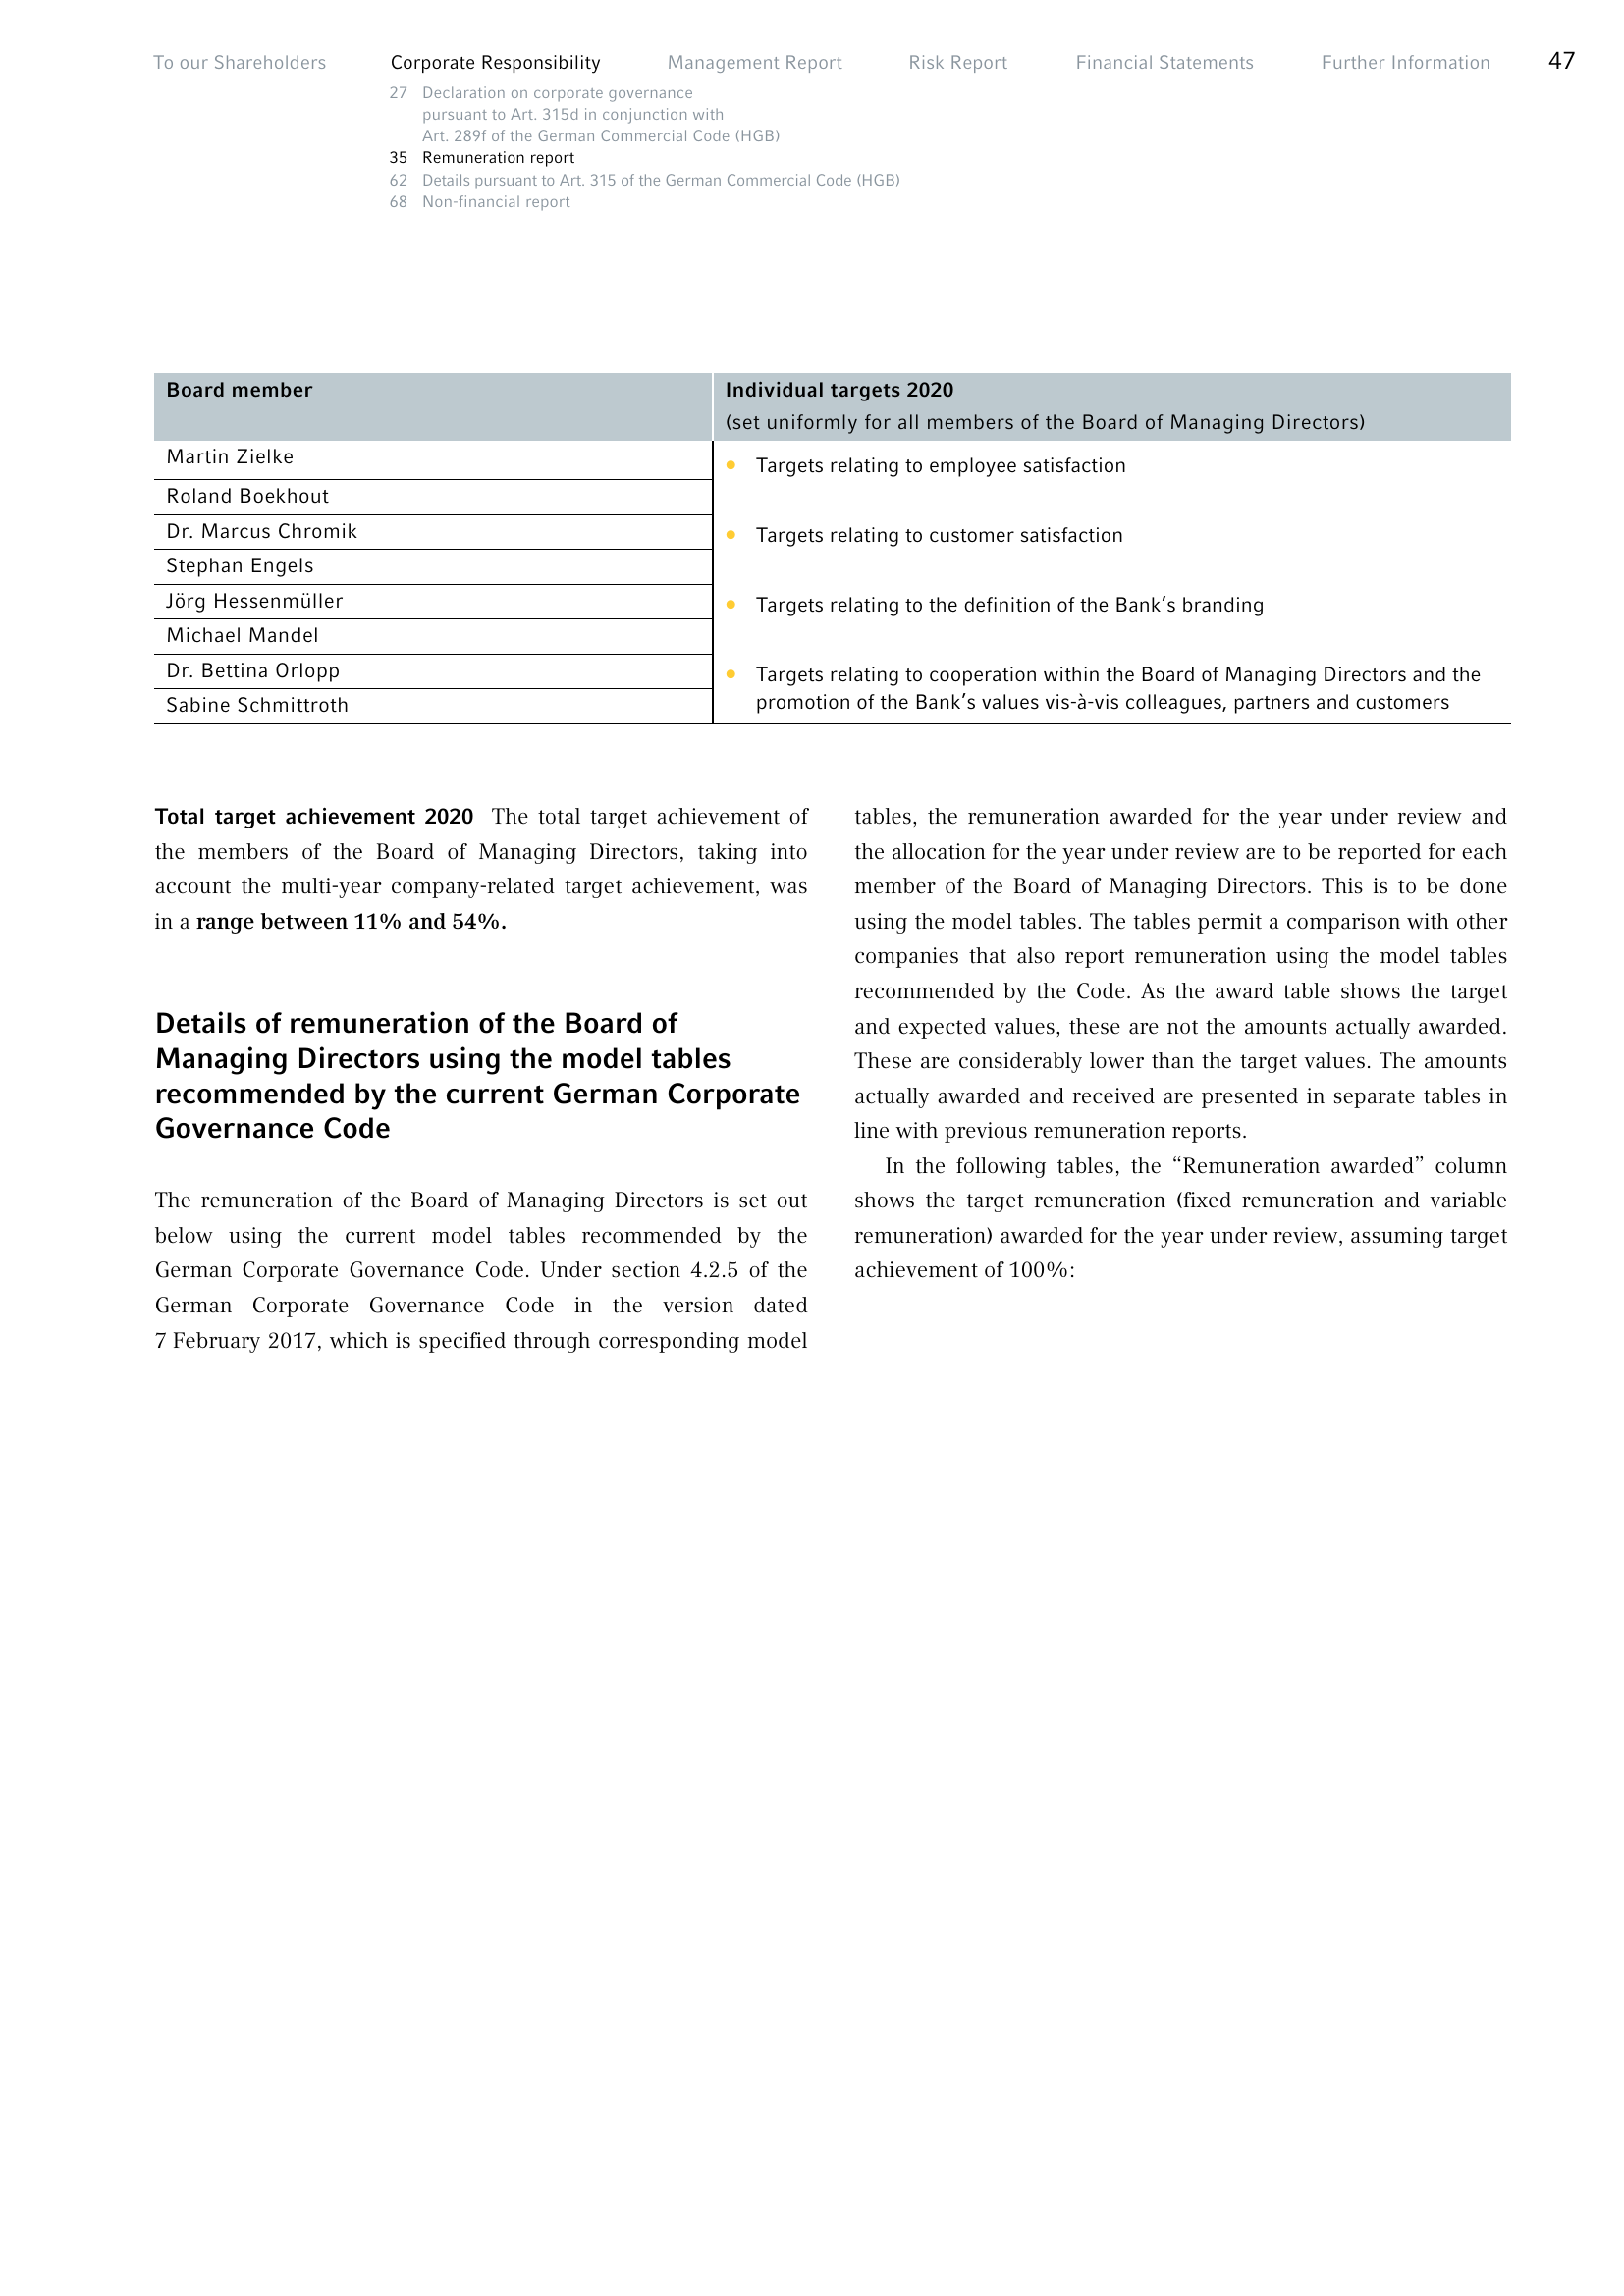 To our Shareholders Corporate Responsibility Management Report Risk Report Financial Statements Further Information 47
27 Declaration on corporate governance
pursuant to Art. 315d in conjunction with
Art. 289f of the German Commercial Code (HGB)
35 Remuneration report
62 Details pursuant to Art. 315 of the German Commercial Code (HGB)
68 Non-financial report
Board member
Individual targets 2020
(set uniformly for all members of the Board of Managing Directors)
Martin Zielke
Roland Boekhout
Dr. Marcus Chromik
Stephan Engels
Jörg Hessenmüller
Michael Mandel
Dr. Bettina Orlopp
Sabine Schmittroth
• Targets relating to employee satisfaction
• Targets relating to customer satisfaction
• Targets relating to the definition of the Bank’s branding
• Targets relating to cooperation within the Board of Managing Directors and the
promotion of the Bank’s values vis-à-vis colleagues, partners and customers
Total target achievement 2020 The total target achievement of
the members of the Board of Managing Directors, taking into
account the multi-year company-related target achievement, was
in a range between 11% and 54%.
Details of remuneration of the Board of
Managing Directors using the model tables
recommended by the current German Corporate
Governance Code
The remuneration of the Board of Managing Directors is set out
below using the current model tables recommended by the
German Corporate Governance Code. Under section 4.2.5 of the
German Corporate Governance Code in the version dated
7 February 2017, which is specified through corresponding model
tables, the remuneration awarded for the year under review and
the allocation for the year under review are to be reported for each
member of the Board of Managing Directors. This is to be done
using the model tables. The tables permit a comparison with other
companies that also report remuneration using the model tables
recommended by the Code. As the award table shows the target
and expected values, these are not the amounts actually awarded.
These are considerably lower than the target values. The amounts
actually awarded and received are presented in separate tables in
line with previous remuneration reports.
In the following tables, the “Remuneration awarded” column
shows the target remuneration (fixed remuneration and variable
remuneration) awarded for the year under review, assuming target
achievement of 100%: